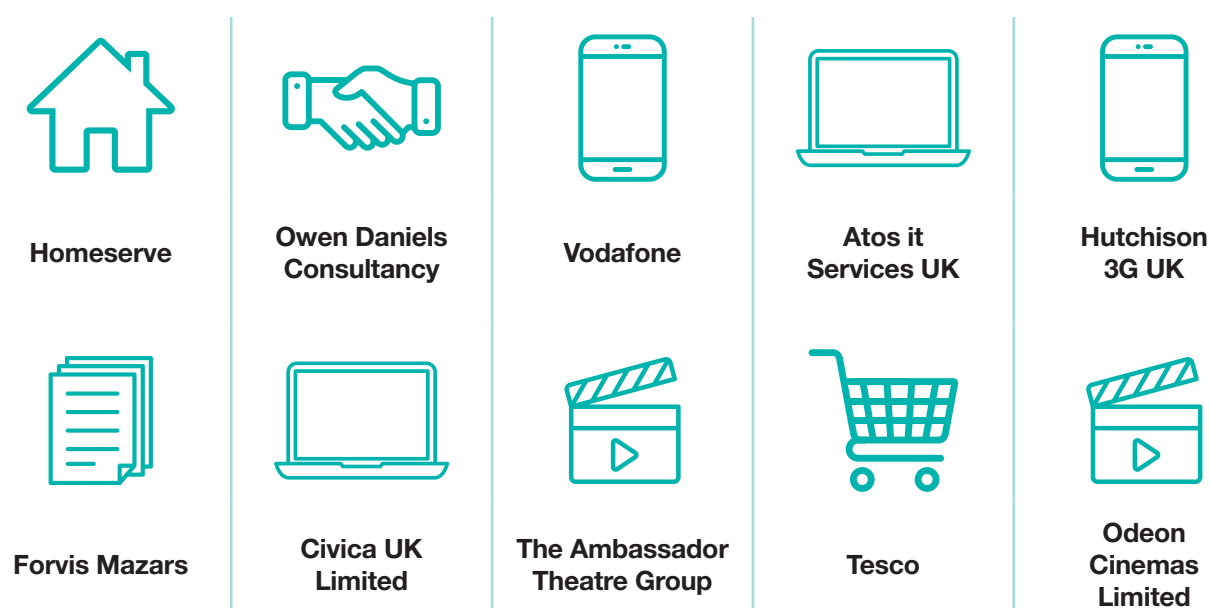 Homeserve
Owen Daniels
Consultancy
Vodafone
Atos it
Services UK
Hutchison
3G UK
Forvis Mazars
Civica UK
Limited
The Ambassador
Theatre Group
Tesco
Odeon
Cinemas
Limited